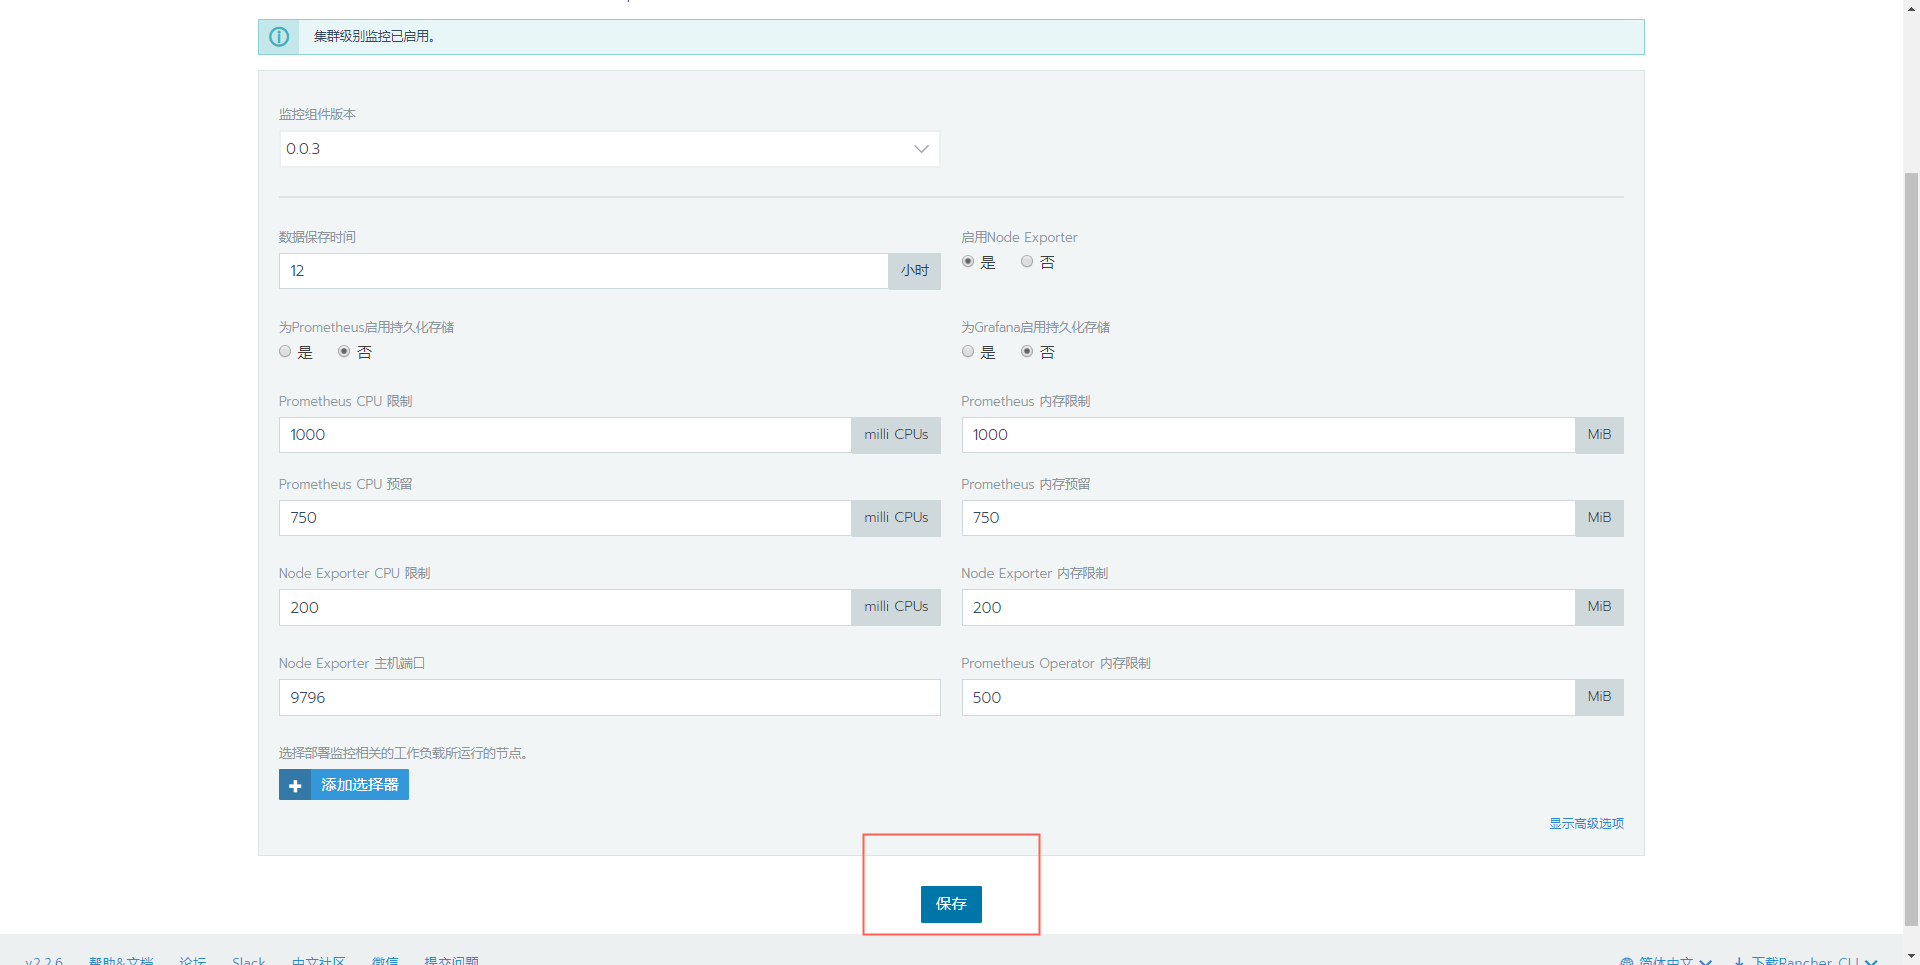 集群级别监控已启用。
监控组件版本
0.0.3
数据保存时间
启用Node Exporter
12
小时
是
否
为Prometheus启用持久化存储
为Grafana启用持久化存储
是
否
是
否
Prometheus CPU 限制
Prometheus 内存限制
1000
milli CPUs
1000
MiB
Prometheus CPU 预留
Prometheus 内存预留
750
milli CPUs
750
MiB
Node Exporter CPU 限制
Node Exporter 内存限制
200
milli CPUs
200
MiB
Node Exporter 主机端口
Prometheus Operator 内存限制
9796
500
MiB
选择部署监控相关的工作负载所运行的节点。
添加选择器
显示高级选项
保存
v2.2.6
帮助&文档
论坛
Slack
中文社区
微信
提交问题
简体中文
下载Rancher CLI